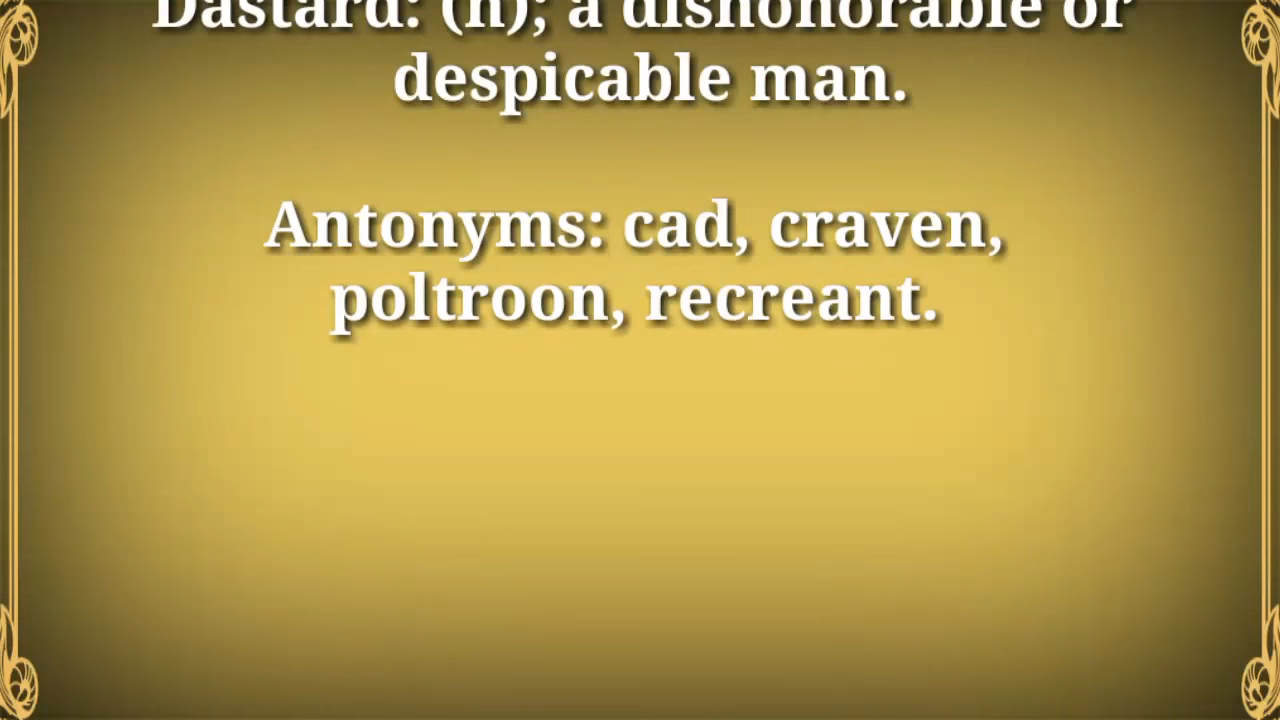 Dastard: (n); a dishonorable or
despicable man.
Antonyms: cad, craven,
poltroon, recreant.